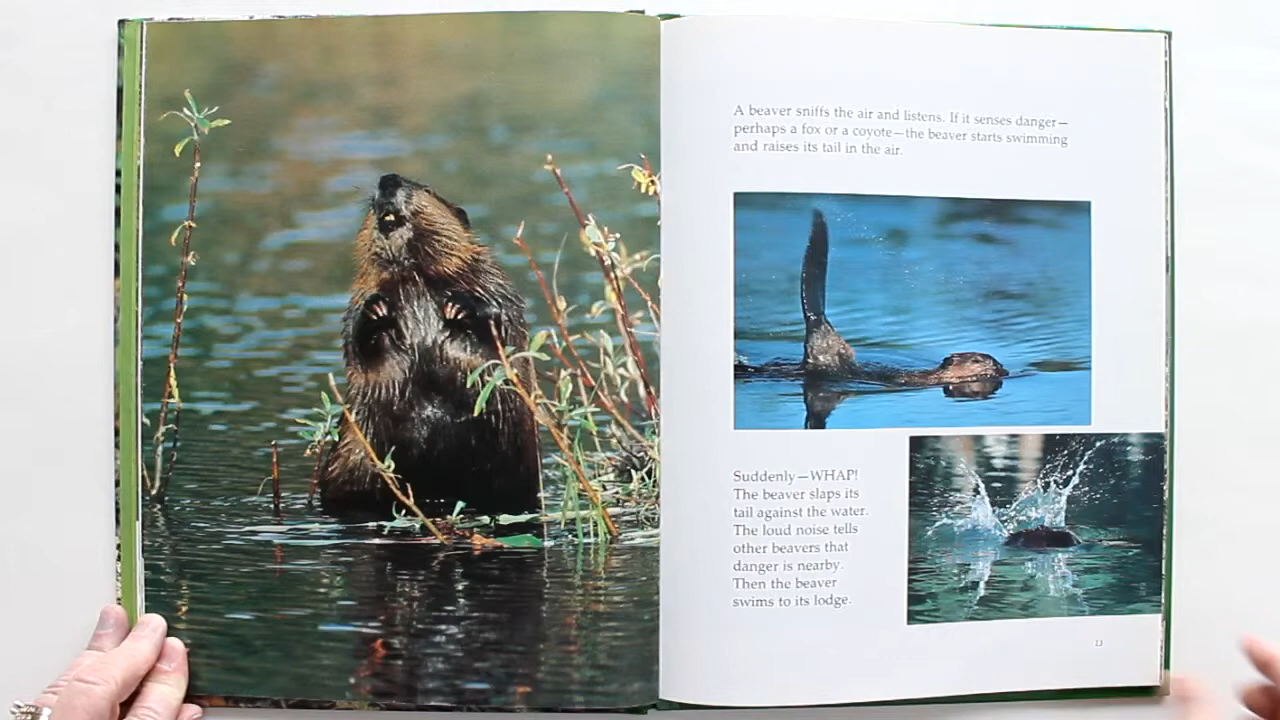 A beaver sniffs the air and listens. If it senses danger—
perhaps a fox or a coyote—the beaver starts swimming
and raises its tail in the air.
Suddenly—WHAP!
The beaver slaps its
tail against the water.
The loud noise tells
other beavers that
danger is nearby.
Then the beaver
swims to its lodge.
13